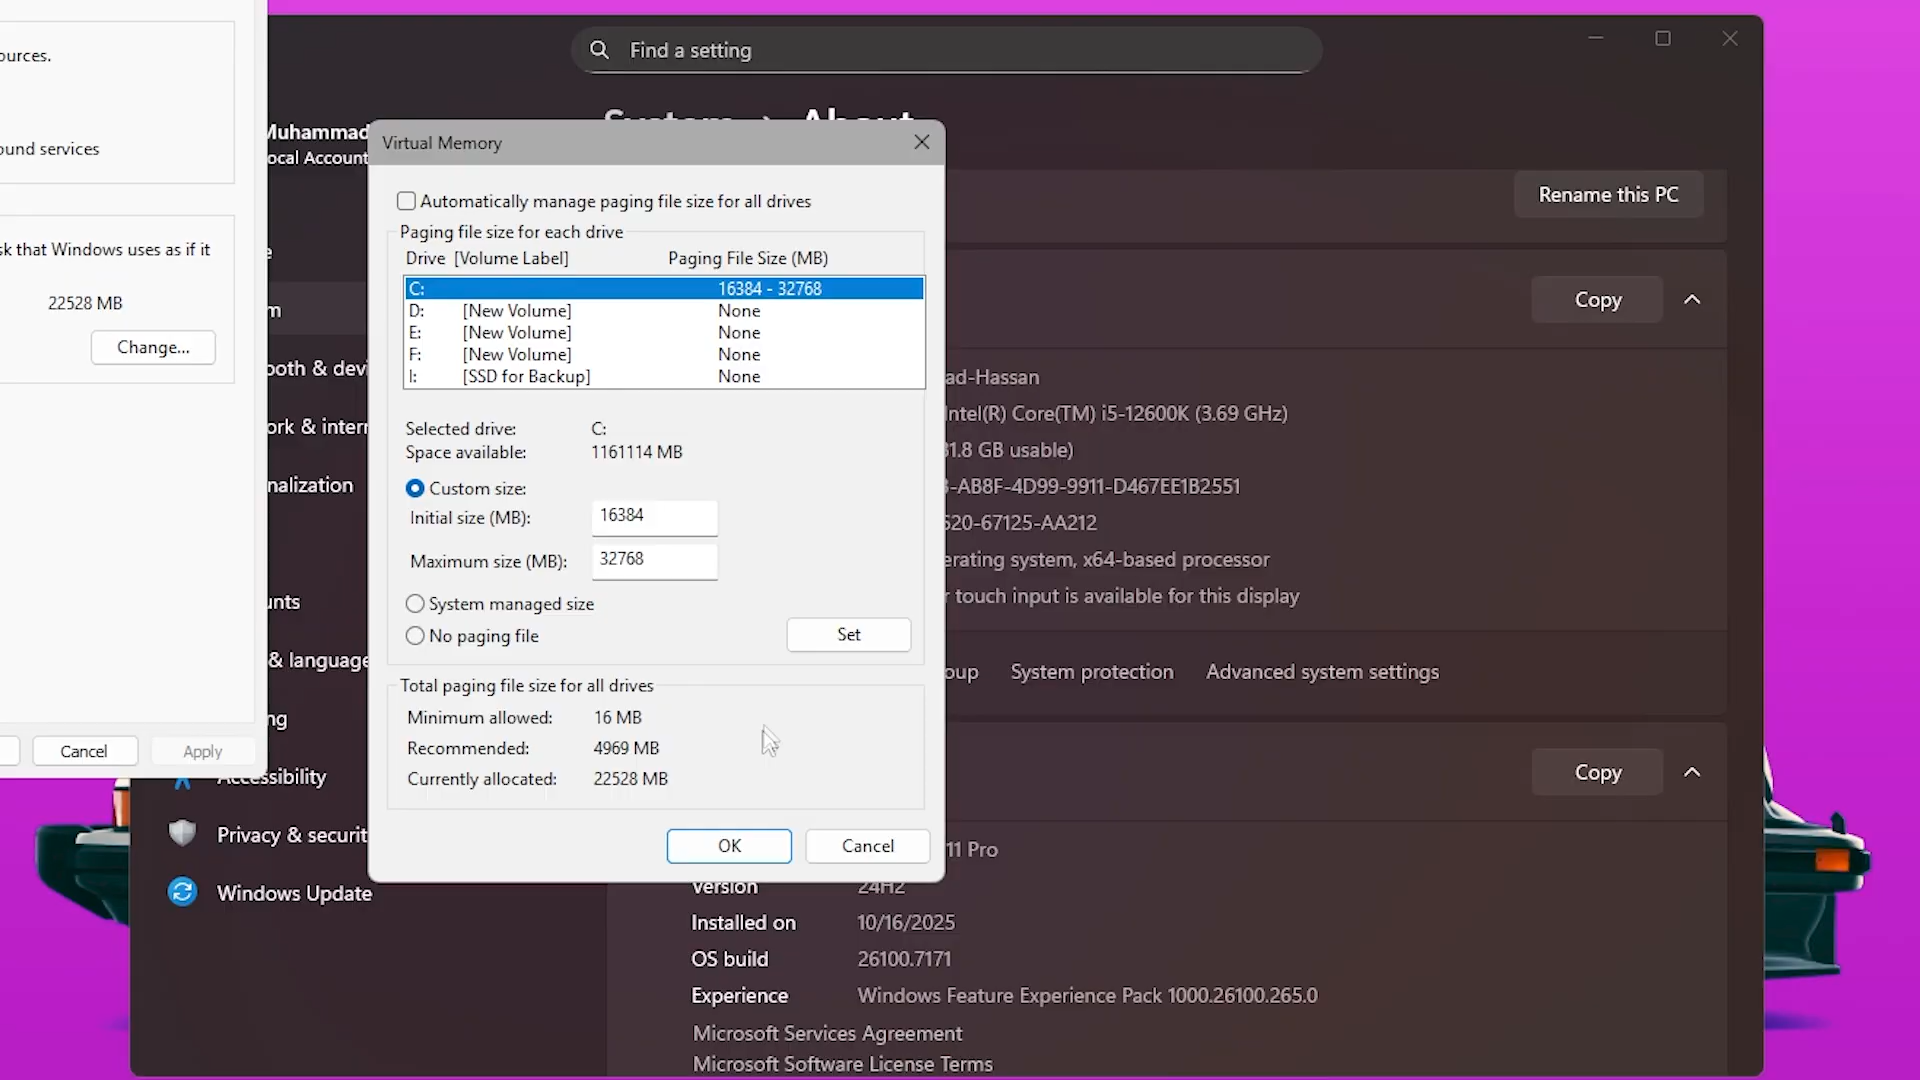 ources.
ound services
sk that Windows uses as if it
22528 MB
Change...
Cancel
Apply
Find a setting
System > About
Muhammad
ocal Account
e
m
ooth & devi
ork & intern
nalization
unts
& language
ng
Accessibility
Privacy & securit
Windows Update
Virtual Memory
Automatically manage paging file size for all drives
Paging file size for each drive
Drive [Volume Label] Paging File Size (MB)
C: 16384 - 32768
D: [New Volume] None
E: [New Volume] None
F: [New Volume] None
I: [SSD for Backup] None
Selected drive: C:
Space available: 1161114 MB
Custom size:
Initial size (MB): 16384
Maximum size (MB): 32768
System managed size
No paging file
Set
Total paging file size for all drives
Minimum allowed: 16 MB
Recommended: 4969 MB
Currently allocated: 22528 MB
OK
Cancel
Rename this PC
Copy
ad-Hassan
Intel(R) Core(TM) i5-12600K (3.69 GHz)
31.8 GB usable)
-AB8F-4D99-9911-D467EE1B2551
520-67125-AA212
erating system, x64-based processor
r touch input is available for this display
oup System protection Advanced system settings
Copy
11 Pro
Version 24H2
Installed on 10/16/2025
OS build 26100.7171
Experience Windows Feature Experience Pack 1000.26100.265.0
Microsoft Services Agreement
Microsoft Software License Terms